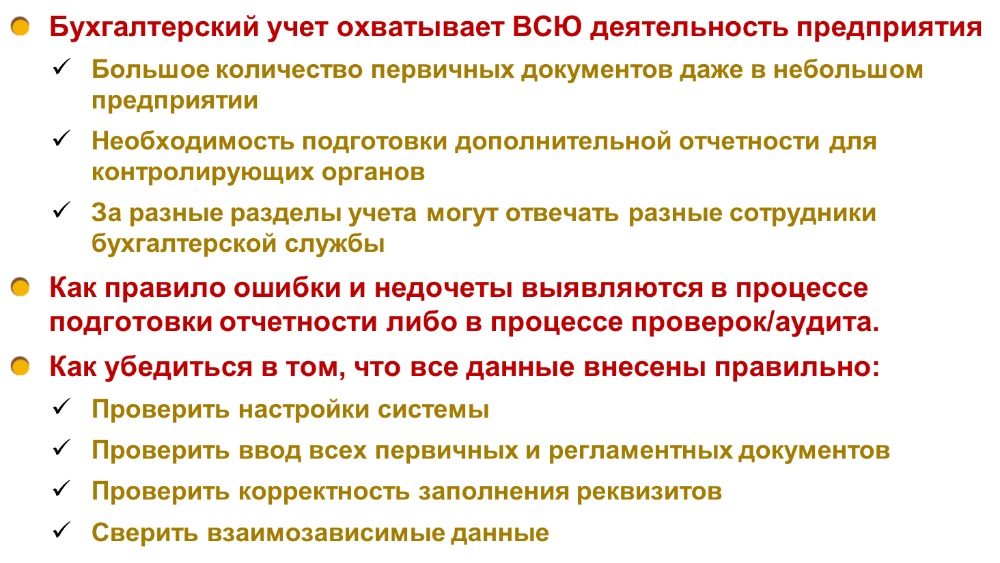 Бухгалтерский учет охватывает ВСЮ деятельность предприятия
Большое количество первичных документов даже в небольшом
предприятии
Необходимость подготовки дополнительной отчетности для
контролирующих органов
За разные разделы учета могут отвечать разные сотрудники
бухгалтерской службы
Как правило ошибки и недочеты выявляются в процессе
подготовки отчетности либо в процессе проверок/аудита.
Как убедиться в том, что все данные внесены правильно:
Проверить настройки системы
Проверить ввод всех первичных и регламентных документов
Проверить корректность заполнения реквизитов
Сверить взаимозависимые данные